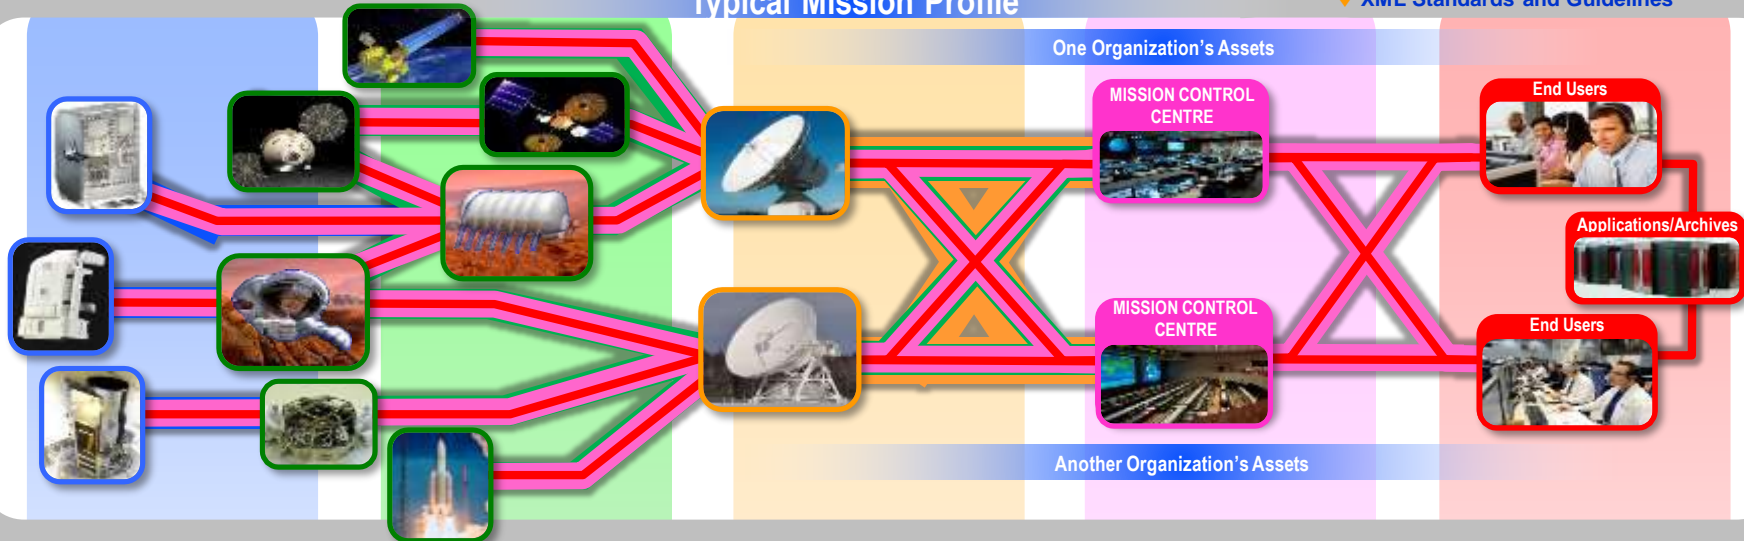 Typical Mission Profile
XML Standards and Guidelines
One Organization's Assets
MISSION CONTROL
CENTRE
End Users
Applications/Archives
MISSION CONTROL
CENTRE
End Users
Another Organization's Assets